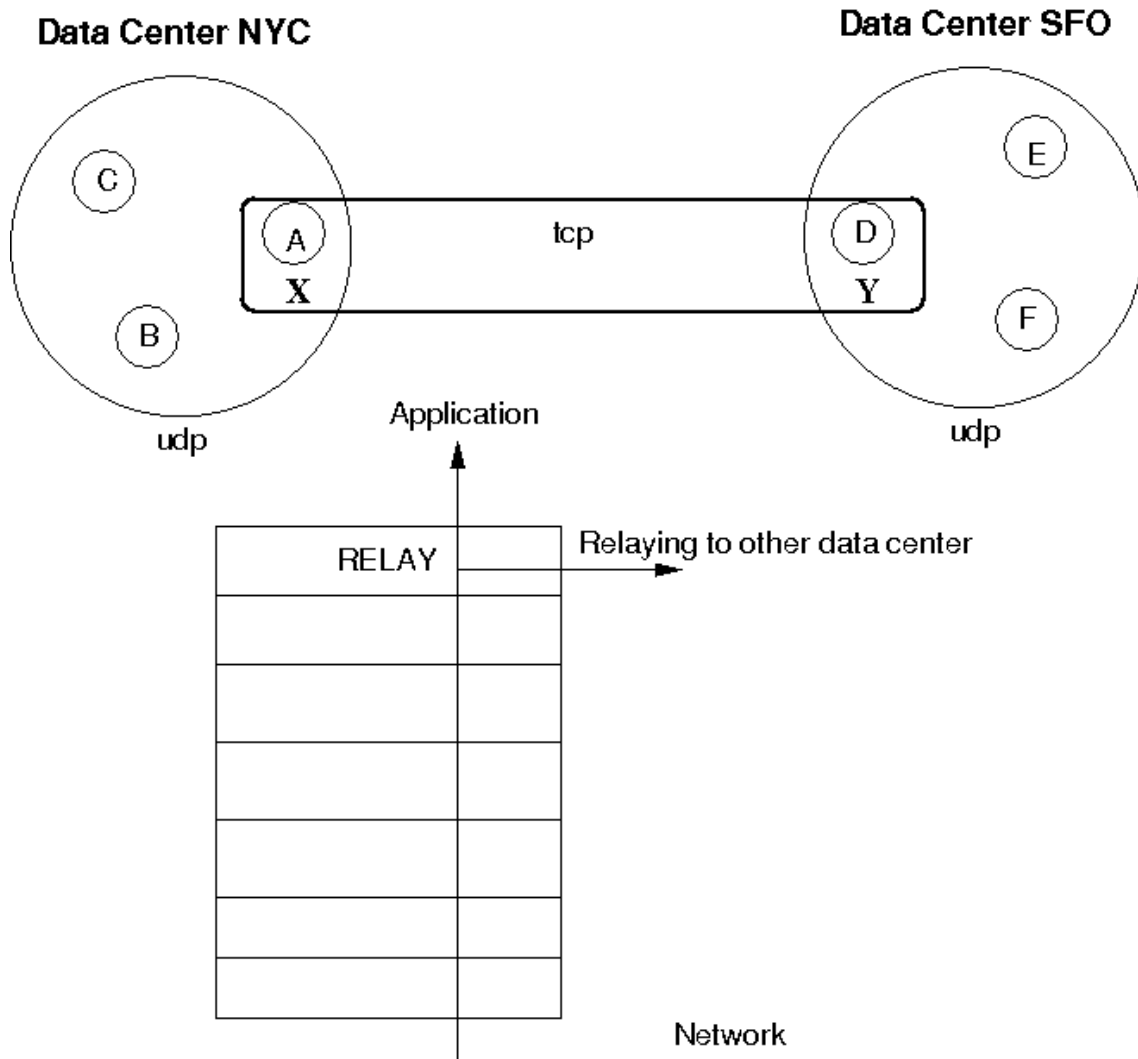 Data Center NYC
Data Center SFO
C
E
A
tcp
D
X
Y
B
F
udp
udp
Application
RELAY
Relaying to other data center
Network